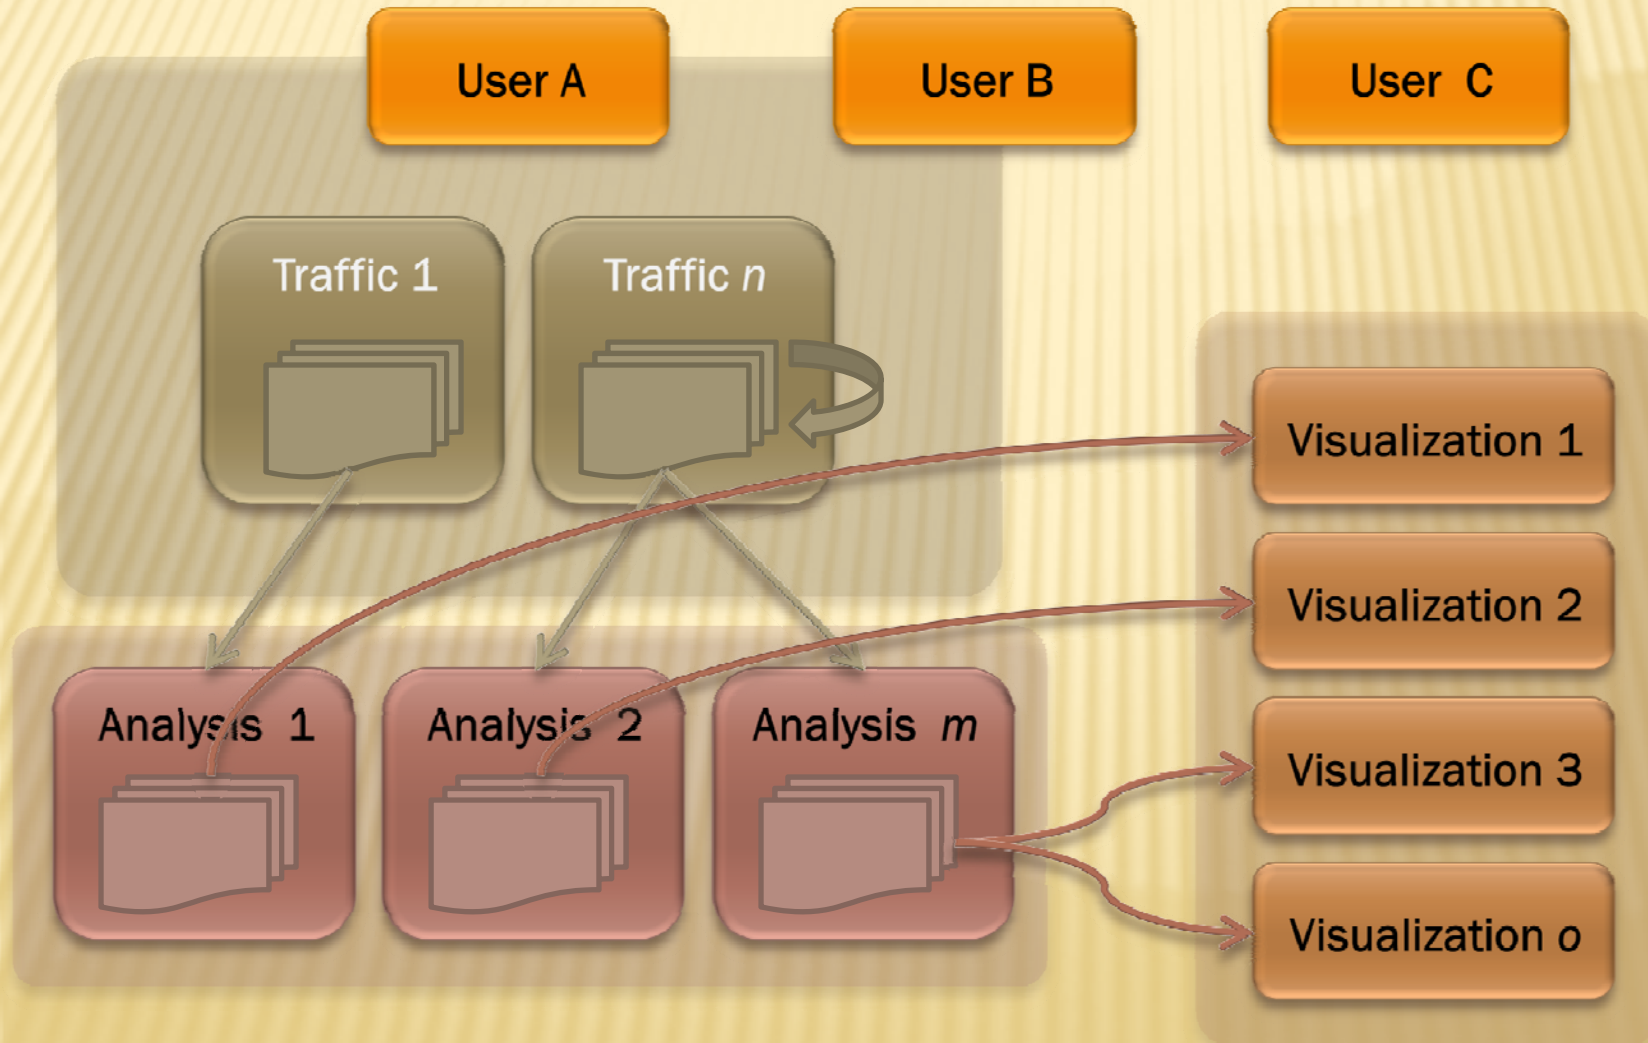 User A
User B
User C
Traffic 1
Traffic n
Visualization 1
Visualization 2
Analysis 1
Analysis 2
Analysis m
Visualization 3
Visualization o